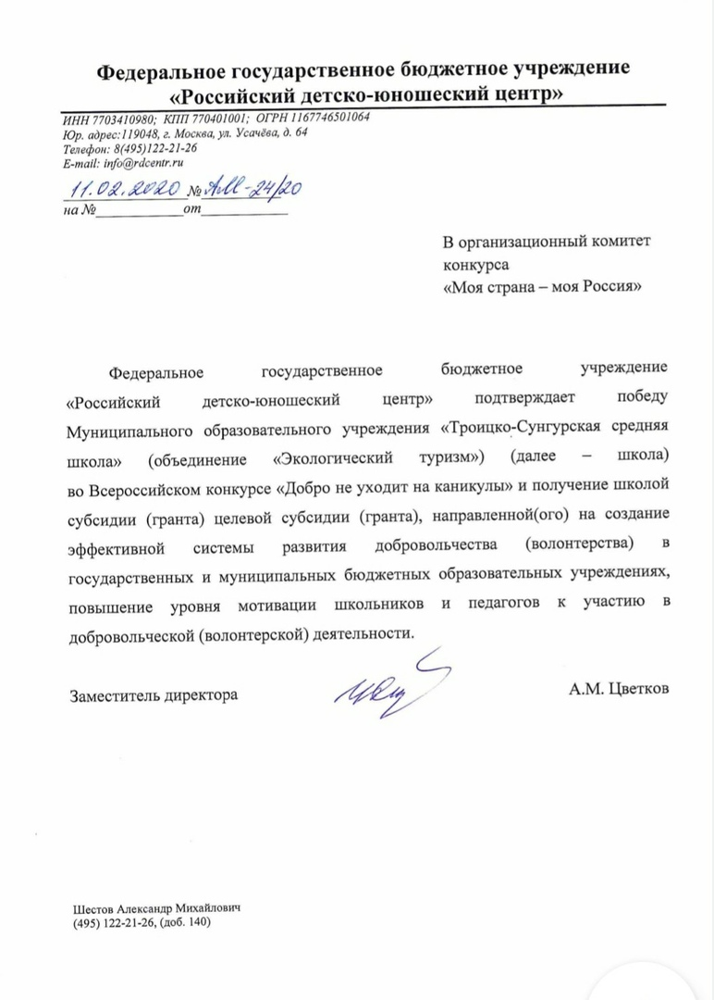 Федеральное государственное бюджетное учреждение
«Российский детско-юношеский центр»
ИНН 7703410980; КПП 770401001; ОГРН 1167746501064
Юр. адрес:119048, г. Москва, ул. Усачёва, д. 64
Телефон: 8(495)122-21-26
E-mail: info@rdcentr.ru
11.02.2020 № АМ-24/20
на №____________от____________
В организационный комитет
конкурса
«Моя страна – моя Россия»
Федеральное государственное бюджетное учреждение
«Российский детско-юношеский центр» подтверждает победу
Муниципального образовательного учреждения «Троицко-Сунгурская средняя
школа» (объединение «Экологический туризм») (далее – школа)
во Всероссийском конкурсе «Добро не уходит на каникулы» и получение школой
субсидии (гранта) целевой субсидии (гранта), направленной(ого) на создание
эффективной системы развития добровольчества (волонтерства) в
государственных и муниципальных бюджетных образовательных учреждениях,
повышение уровня мотивации школьников и педагогов к участию в
добровольческой (волонтерской) деятельности.
Заместитель директора А.М. Цветков
Шестов Александр Михайлович
(495) 122-21-26, (доб. 140)